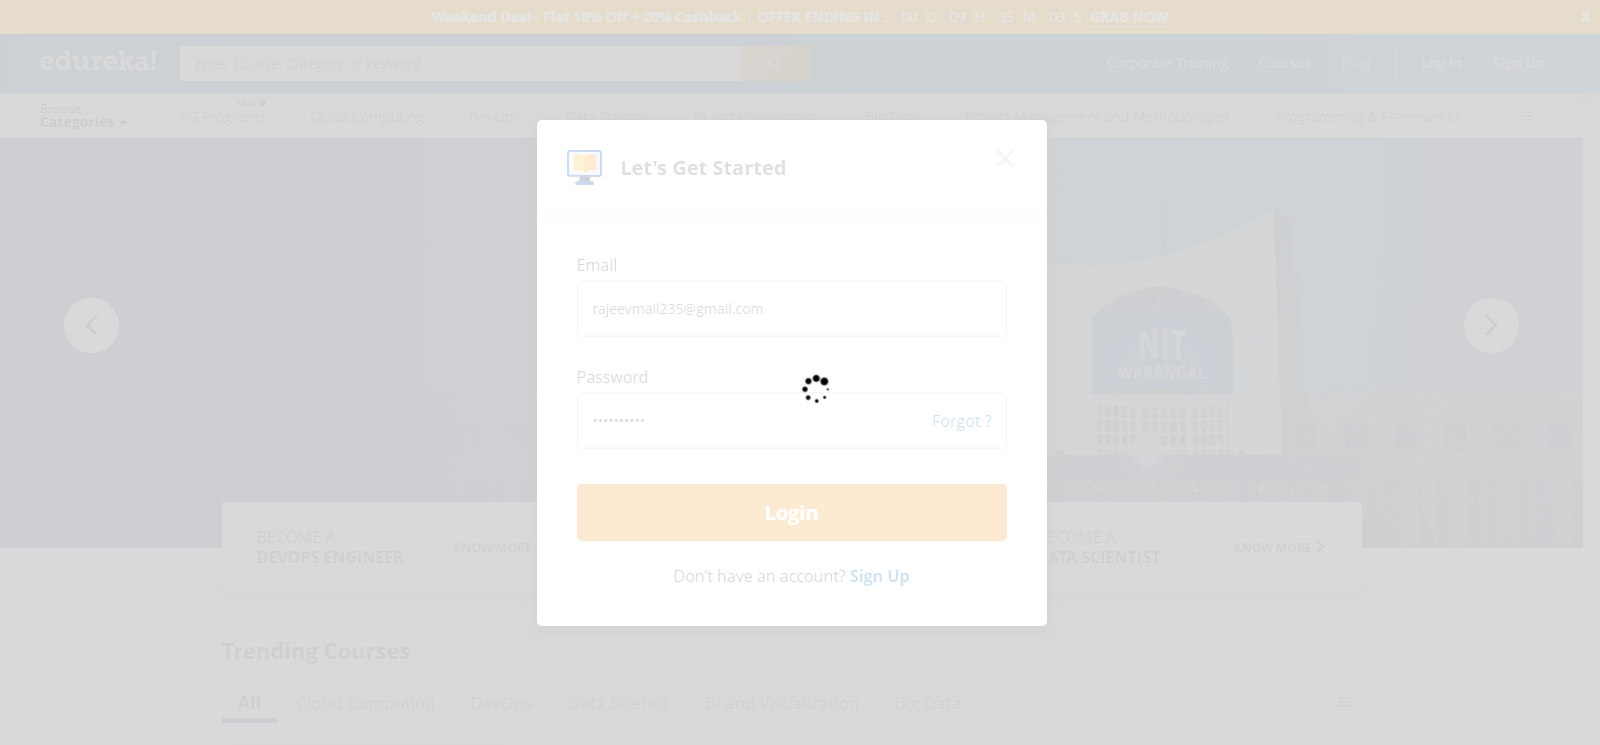 Weekend Deal - Flat 10% Off + 20% Cashback | OFFER ENDING IN : 00 D 09 H 35 M 03 S GRAB NOW X
edureka!
Enter Course, Category or keyword
Corporate Training Courses Blog Log In Sign Up
Browse
Categories
PG Programs Cloud Computing DevOps Data Science BI and Visualization Big Data Project Management and Methodologies Programming & Frameworks
Let's Get Started
Email
rajeevmail235@gmail.com
NIT
WARANGAL
Password
••••••••••
Forgot ?
Login
BECOME A
DEVOPS ENGINEER
KNOW MORE
ECOME A
ATA SCIENTIST
KNOW MORE
Don't have an account? Sign Up
Trending Courses
All Cloud Computing DevOps Data Science BI and Visualization Big Data